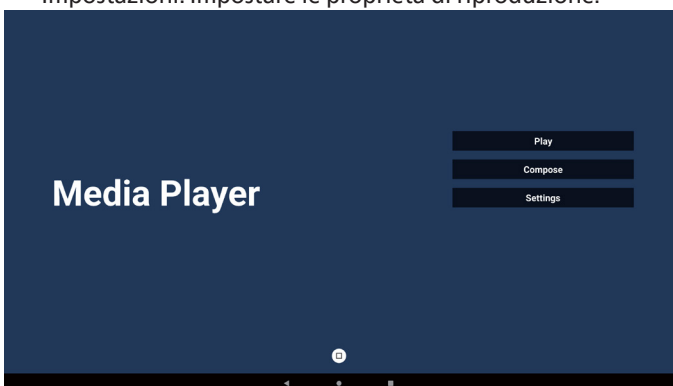 Impostazioni: Impostare le proprietà di riproduzione.
Play
Compose
Media Player
Settings